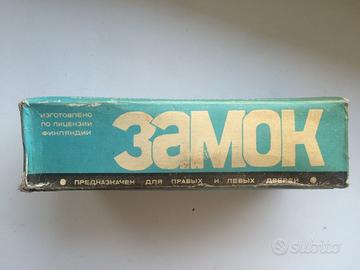 ИЗГОТОВЛЕНО
ПО ЛИЦЕНЗИИ
ФИНЛЯНДИИ
ЗАМОК
ПРЕДНАЗНАЧЕН ДЛЯ ПРАВЫХ И ЛЕВЫХ ДВЕРЕЙ
subito